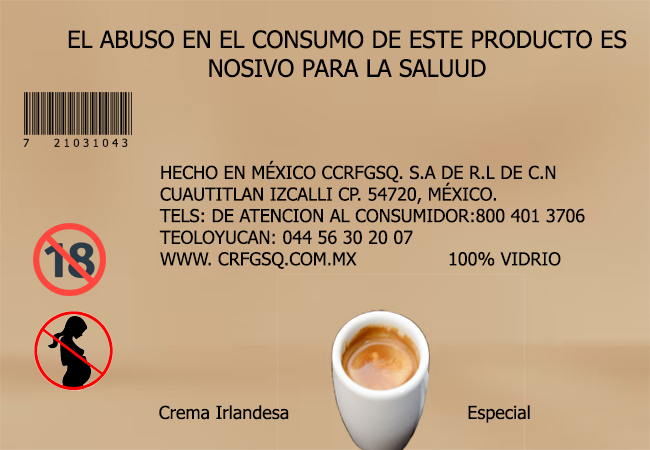 EL ABUSO EN EL CONSUMO DE ESTE PRODUCTO ES
NOSIVO PARA LA SALUUD
7 21031043
HECHO EN MÉXICO CCRFGSQ. S.A DE R.L DE C.N
CUAUTITLAN IZCALLI CP. 54720, MÉXICO.
TELS: DE ATENCION AL CONSUMIDOR:800 401 3706
TEOLOYUCAN: 044 56 30 20 07
WWW. CRFGSQ.COM.MX 100% VIDRIO
18
Crema Irlandesa Especial